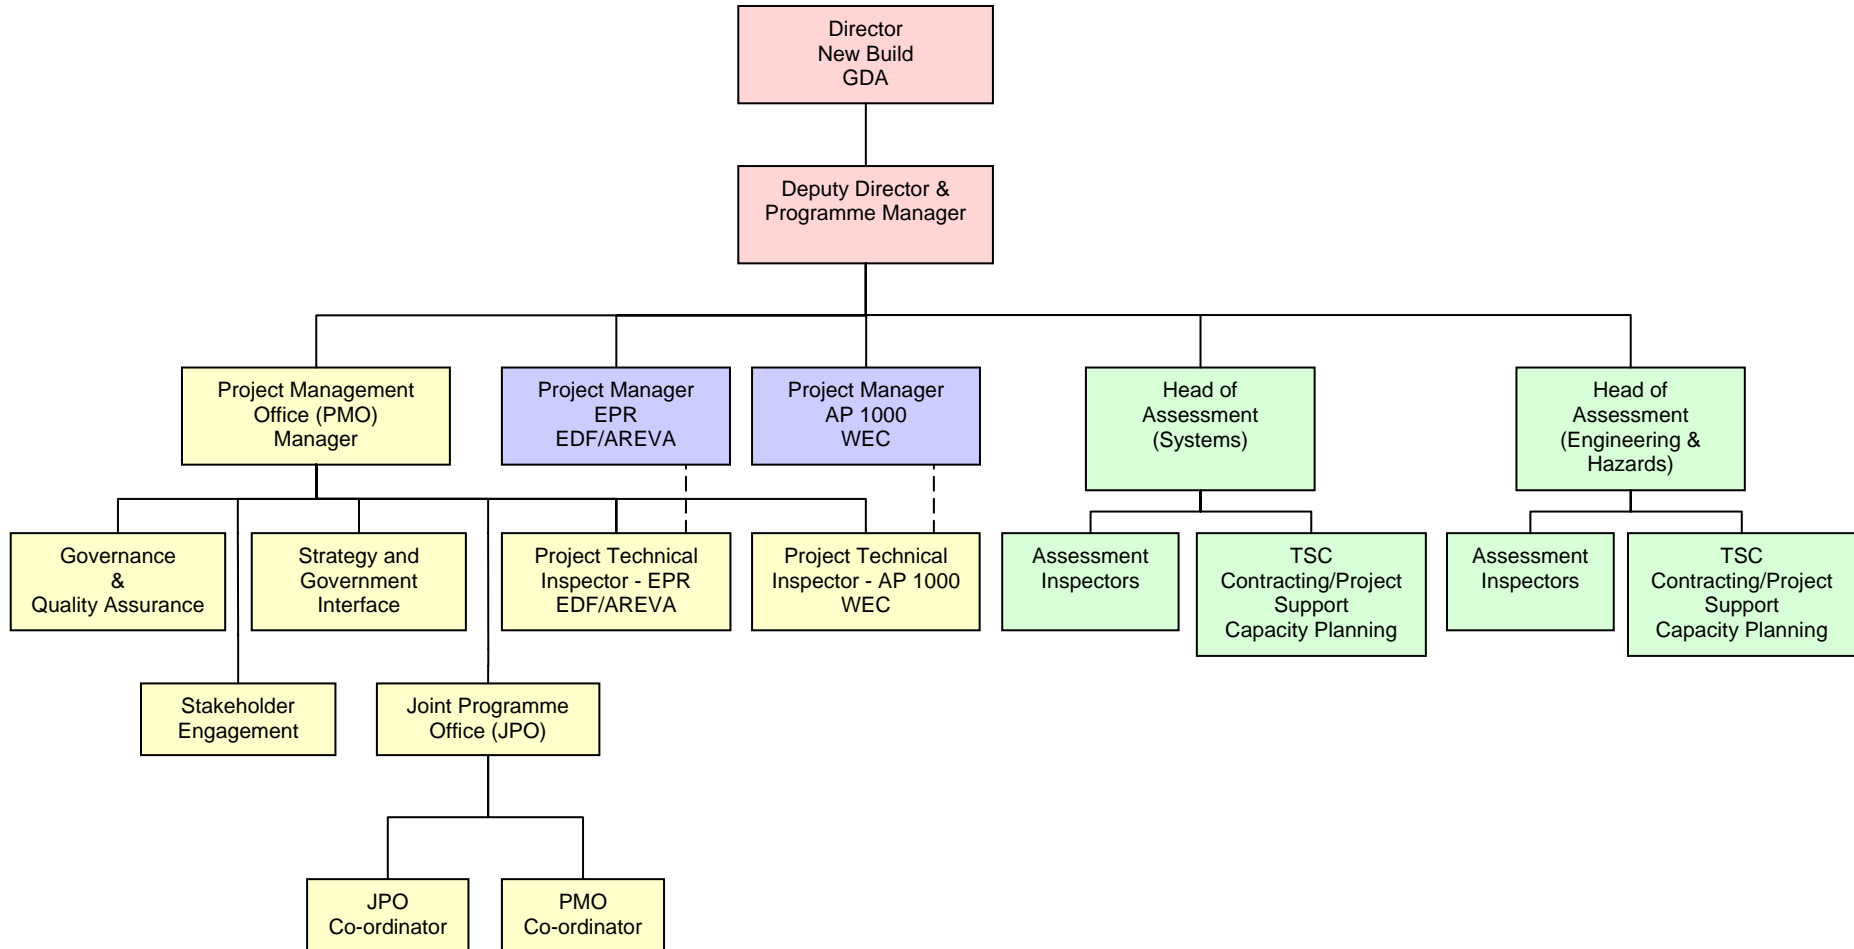 Director
New Build
GDA
Deputy Director &
Programme Manager
Project Management
Office (PMO)
Manager
Project Manager
EPR
EDF/AREVA
Project Manager
AP 1000
WEC
Head of
Assessment
(Systems)
Head of
Assessment
(Engineering &
Hazards)
Governance
&
Quality Assurance
Strategy and
Government
Interface
Project Technical
Inspector - EPR
EDF/AREVA
Project Technical
Inspector - AP 1000
WEC
Assessment
Inspectors
TSC
Contracting/Project
Support
Capacity Planning
Assessment
Inspectors
TSC
Contracting/Project
Support
Capacity Planning
Stakeholder
Engagement
Joint Programme
Office (JPO)
JPO
Co-ordinator
PMO
Co-ordinator